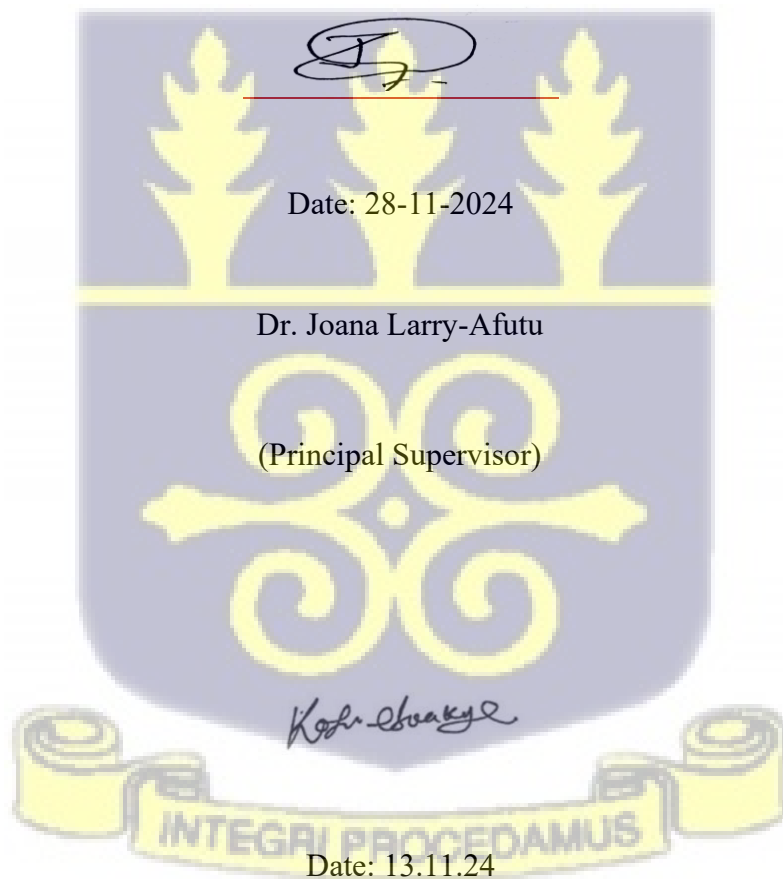 Date: 28-11-2024
Dr. Joana Larry-Afutu
(Principal Supervisor)
INTEGRI PROCEDAMUS
Date: 13.11.24